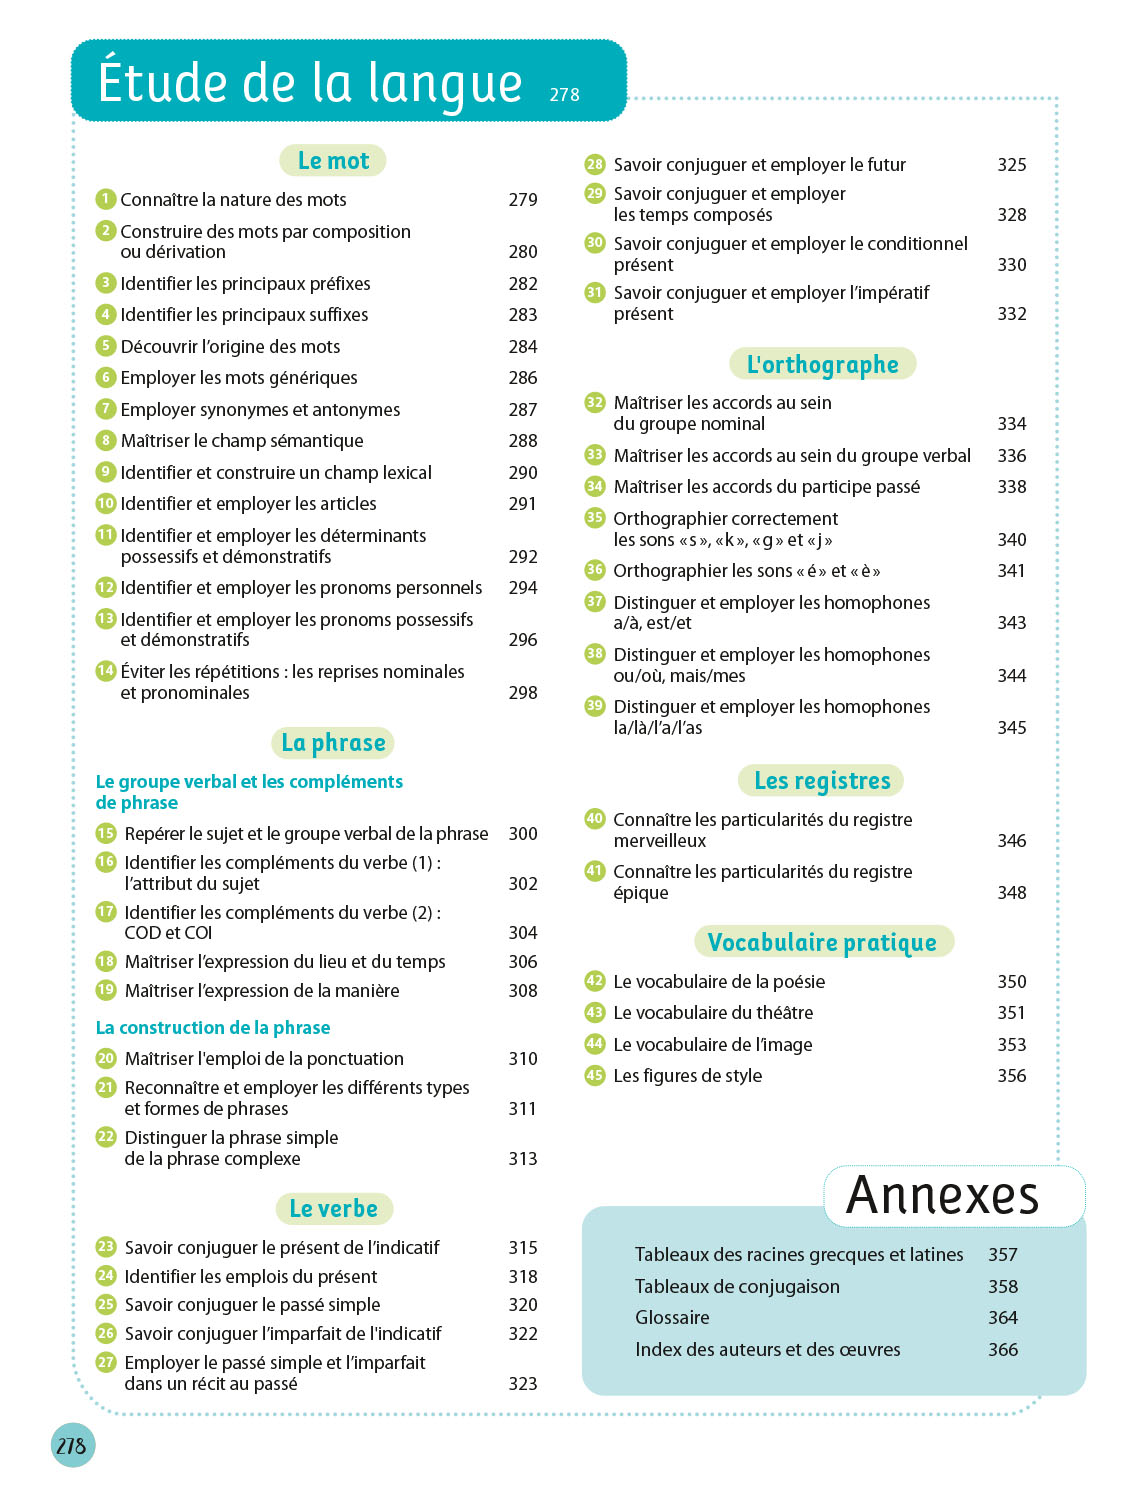 Étude de la langue 278
Le mot
1 Connaître la nature des mots 279
2 Construire des mots par composition
ou dérivation 280
3 Identifier les principaux préfixes 282
4 Identifier les principaux suffixes 283
5 Découvrir l’origine des mots 284
6 Employer les mots génériques 286
7 Employer synonymes et antonymes 287
8 Maîtriser le champ sémantique 288
9 Identifier et construire un champ lexical 290
10 Identifier et employer les articles 291
11 Identifier et employer les déterminants
possessifs et démonstratifs 292
12 Identifier et employer les pronoms personnels 294
13 Identifier et employer les pronoms possessifs
et démonstratifs 296
14 Éviter les répétitions : les reprises nominales
et pronominales 298
La phrase
Le groupe verbal et les compléments
de phrase
15 Repérer le sujet et le groupe verbal de la phrase 300
16 Identifier les compléments du verbe (1) :
l’attribut du sujet 302
17 Identifier les compléments du verbe (2) :
COD et COI 304
18 Maîtriser l’expression du lieu et du temps 306
19 Maîtriser l’expression de la manière 308
La construction de la phrase
20 Maîtriser l'emploi de la ponctuation 310
21 Reconnaître et employer les différents types
et formes de phrases 311
22 Distinguer la phrase simple
de la phrase complexe 313
Le verbe
23 Savoir conjuguer le présent de l’indicatif 315
24 Identifier les emplois du présent 318
25 Savoir conjuguer le passé simple 320
26 Savoir conjuguer l’imparfait de l'indicatif 322
27 Employer le passé simple et l’imparfait
dans un récit au passé 323
28 Savoir conjuguer et employer le futur 325
29 Savoir conjuguer et employer
les temps composés 328
30 Savoir conjuguer et employer le conditionnel
présent 330
31 Savoir conjuguer et employer l’impératif
présent 332
L'orthographe
32 Maîtriser les accords au sein
du groupe nominal 334
33 Maîtriser les accords au sein du groupe verbal 336
34 Maîtriser les accords du participe passé 338
35 Orthographier correctement
les sons « s », « k », « g » et « j » 340
36 Orthographier les sons « é » et « è » 341
37 Distinguer et employer les homophones
a/à, est/et 343
38 Distinguer et employer les homophones
ou/où, mais/mes 344
39 Distinguer et employer les homophones
la/là/l’a/l’as 345
Les registres
40 Connaître les particularités du registre
merveilleux 346
41 Connaître les particularités du registre
épique 348
Vocabulaire pratique
42 Le vocabulaire de la poésie 350
43 Le vocabulaire du théâtre 351
44 Le vocabulaire de l’image 353
45 Les figures de style 356
Annexes
Tableaux des racines grecques et latines 357
Tableaux de conjugaison 358
Glossaire 364
Index des auteurs et des œuvres 366
278